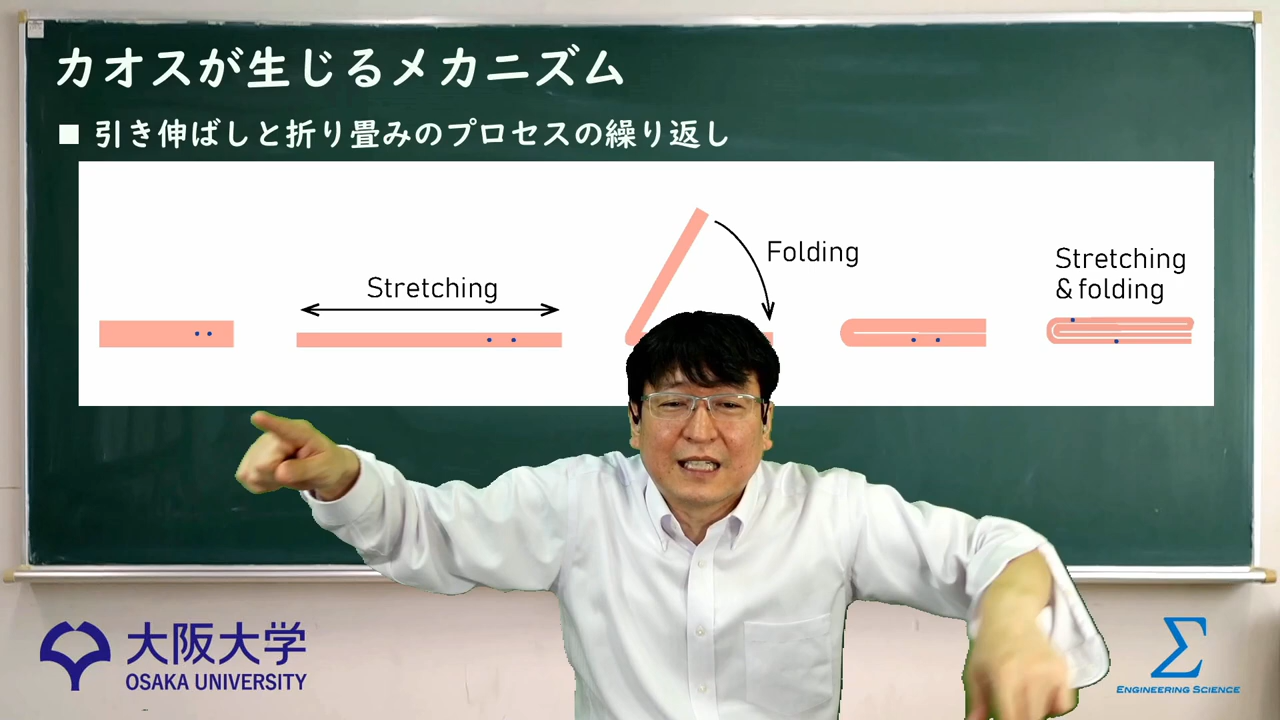 カオスが生じるメカニズム
■ 引き伸ばしと折り畳みのプロセスの繰り返し
Stretching
Folding
Stretching
& folding
大阪大学
OSAKA UNIVERSITY
Σ
ENGINEERING SCIENCE